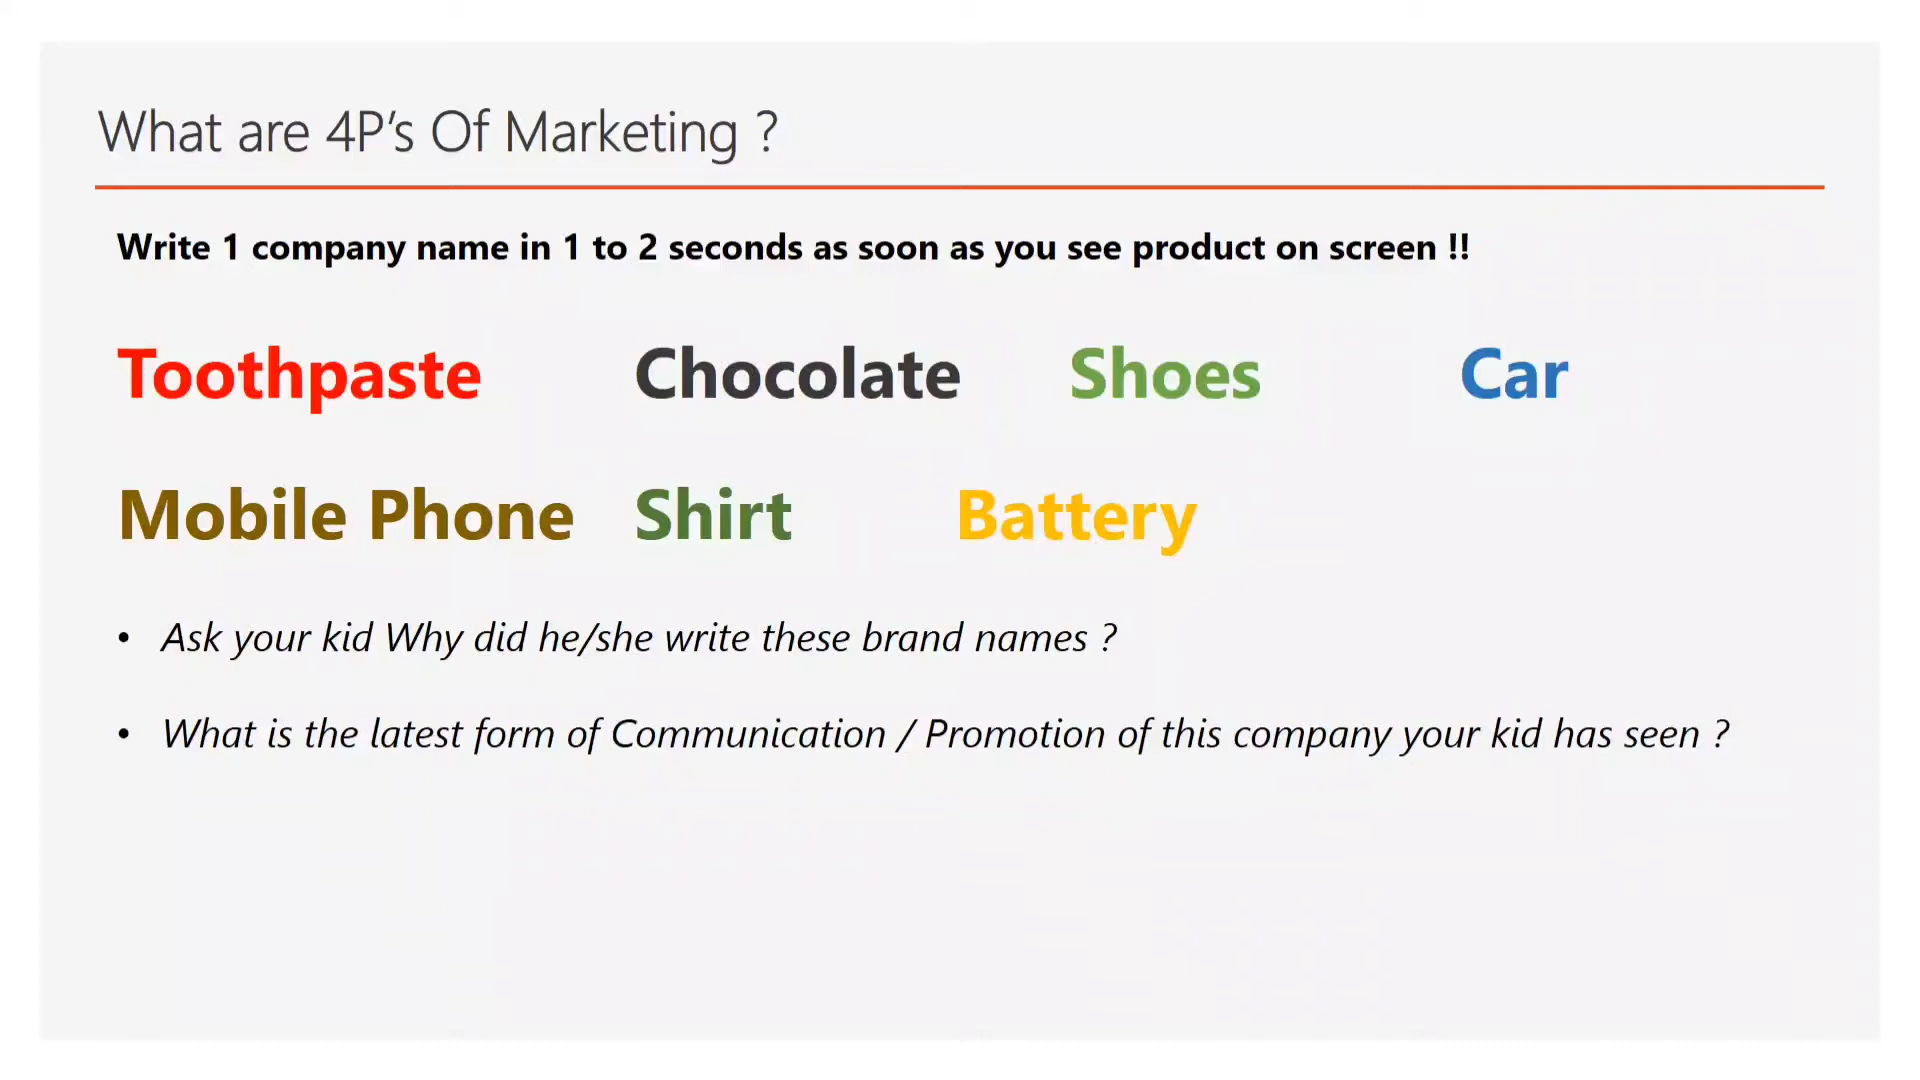 What are 4P’s Of Marketing ?
Write 1 company name in 1 to 2 seconds as soon as you see product on screen !!
Toothpaste Chocolate Shoes Car
Mobile Phone Shirt Battery
• Ask your kid Why did he/she write these brand names ?
• What is the latest form of Communication / Promotion of this company your kid has seen ?